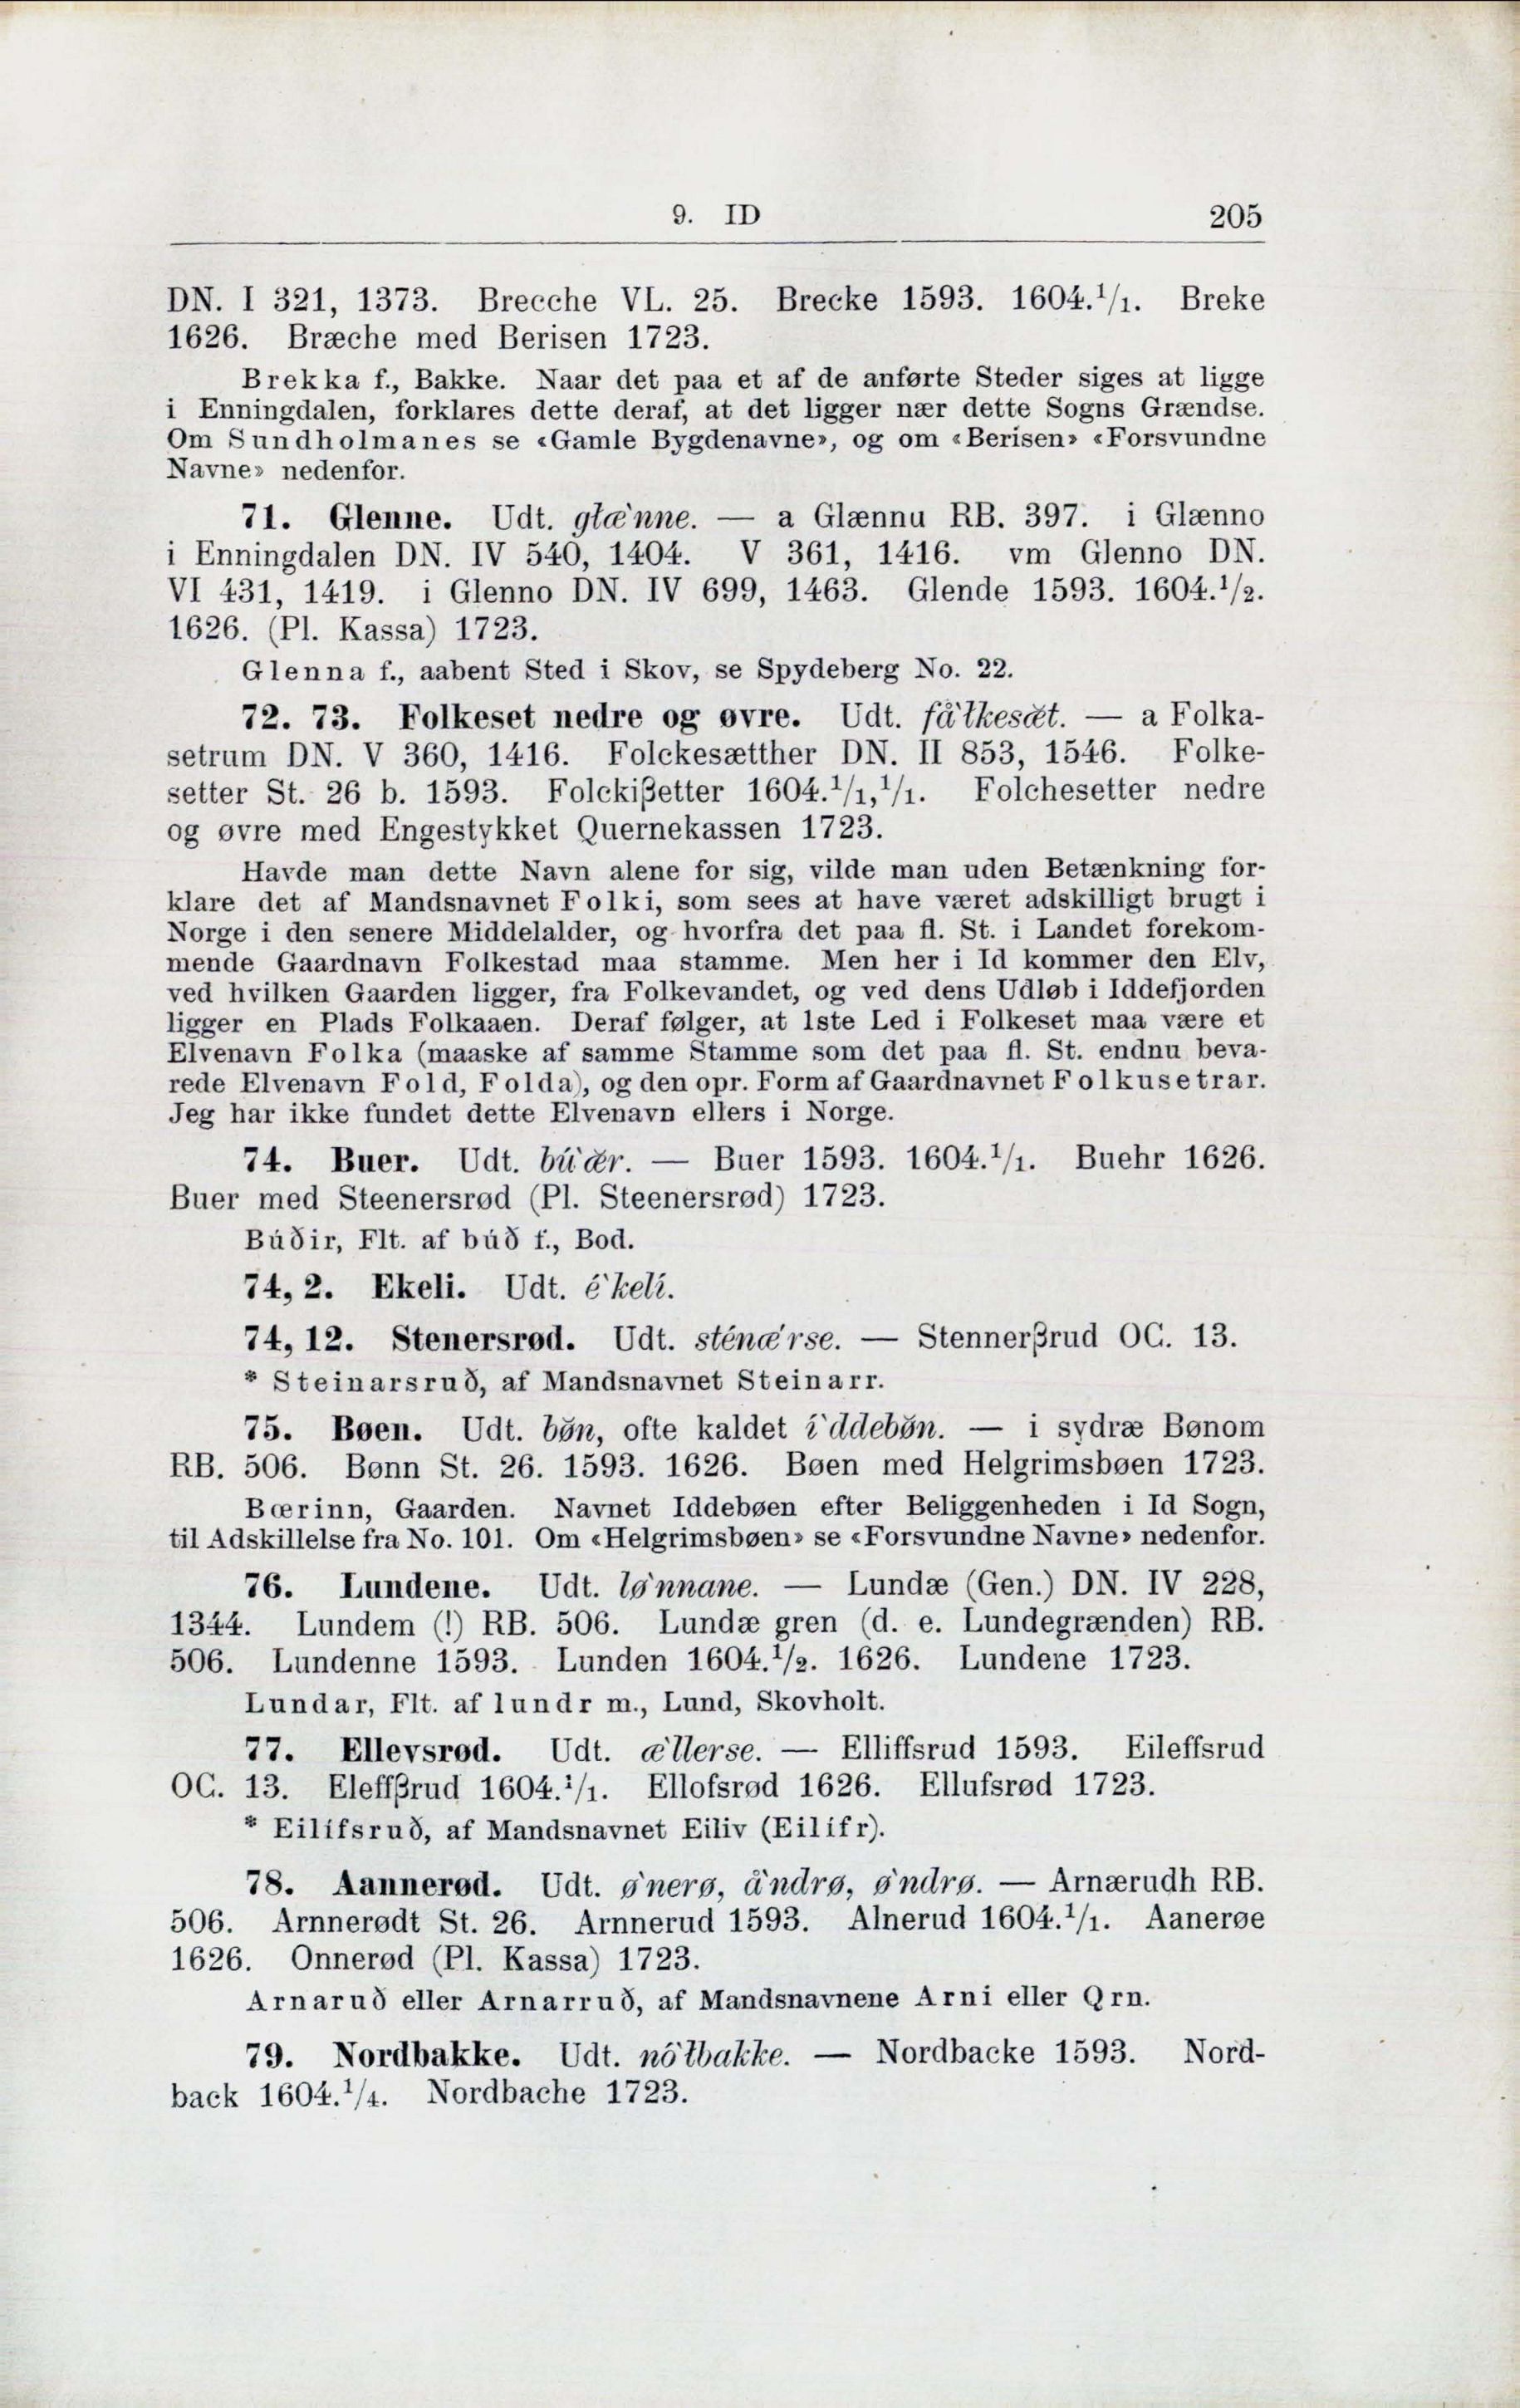 9. ID 205
DN. I 321, 1373. Brecche VL. 25. Brecke 1593. 1604.¹/₁. Breke
1626. Bræche med Berisen 1723.
Brekka f., Bakke. Naar det paa et af de anførte Steder siges at ligge
i Enningdalen, forklares dette deraf, at det ligger nær dette Sogns Grændse.
Om Sundholmanes se «Gamle Bygdenavne», og om «Berisen» «Forsvundne
Navne» nedenfor.
71. Glenne. Udt. glæ`nne. — a Glænnu RB. 397. i Glænno
i Enningdalen DN. IV 540, 1404. V 361, 1416. vm Glenno DN.
VI 431, 1419. i Glenno DN. IV 699, 1463. Glende 1593. 1604.¹/₂.
1626. (Pl. Kassa) 1723.
Glenna f., aabent Sted i Skov, se Spydeberg No. 22.
72. 73. Folkeset nedre og øvre. Udt. få`łkesæ̀t. — a Folka-
setrum DN. V 360, 1416. Folckesætther DN. II 853, 1546. Folke-
setter St. 26 b. 1593. Folckißetter 1604.¹/₁,¹/₁. Folchesetter nedre
og øvre med Engestykket Quernekassen 1723.
Havde man dette Navn alene for sig, vilde man uden Betænkning for-
klare det af Mandsnavnet Folki, som sees at have været adskilligt brugt i
Norge i den senere Middelalder, og hvorfra det paa fl. St. i Landet forekom-
mende Gaardnavn Folkestad maa stamme. Men her i Id kommer den Elv,
ved hvilken Gaarden ligger, fra Folkevandet, og ved dens Udløb i Iddefjorden
ligger en Plads Folkaaen. Deraf følger, at 1ste Led i Folkeset maa være et
Elvenavn Folka (maaske af samme Stamme som det paa fl. St. endnu beva-
rede Elvenavn Fold, Folda), og den opr. Form af Gaardnavnet Folkusetrar.
Jeg har ikke fundet dette Elvenavn ellers i Norge.
74. Buer. Udt. bú`æ̀r. — Buer 1593. 1604.¹/₁. Buehr 1626.
Buer med Steenersrød (Pl. Steenersrød) 1723.
Búðir, Flt. af búð f., Bod.
74, 2. Ekeli. Udt. é`keli.
74, 12. Stenersrød. Udt. sténæ`rse. — Stennerßrud OC. 13.
* Steinarsruð, af Mandsnavnet Steinarr.
75. Bøen. Udt. bø̄́n, ofte kaldet ı̄`ddebø̀n. — i sydræ Bønom
RB. 506. Bønn St. 26. 1593. 1626. Bøen med Helgrimsbøen 1723.
Bœrinn, Gaarden. Navnet Iddebøen efter Beliggenheden i Id Sogn,
til Adskillelse fra No. 101. Om «Helgrimsbøen» se «Forsvundne Navne» nedenfor.
76. Lundene. Udt. lø`nnane. — Lundæ (Gen.) DN. IV 228,
1344. Lundem (!) RB. 506. Lundæ gren (d. e. Lundegrænden) RB.
506. Lundenne 1593. Lunden 1604.¹/₂. 1626. Lundene 1723.
Lundar, Flt. af lundr m., Lund, Skovholt.
77. Ellevsrød. Udt. æ`llerse. — Elliffsrud 1593. Eileffsrud
OC. 13. Eleffßrud 1604.¹/₁. Ellofsrød 1626. Ellufsrød 1723.
* Eilífsruð, af Mandsnavnet Eiliv (Eilífr).
78. Aannerød. Udt. ø`nerø, å`ndrø, ø`ndrø. — Arnærudh RB.
506. Arnnerødt St. 26. Arnnerud 1593. Alnerud 1604.¹/₁. Aanerøe
1626. Onnerød (Pl. Kassa) 1723.
Arnaruð eller Arnarruð, af Mandsnavnene Arni eller Ǫrn.
79. Nordbakke. Udt. nó`łbakke. — Nordbacke 1593. Nord-
back 1604.¹/₄. Nordbache 1723.